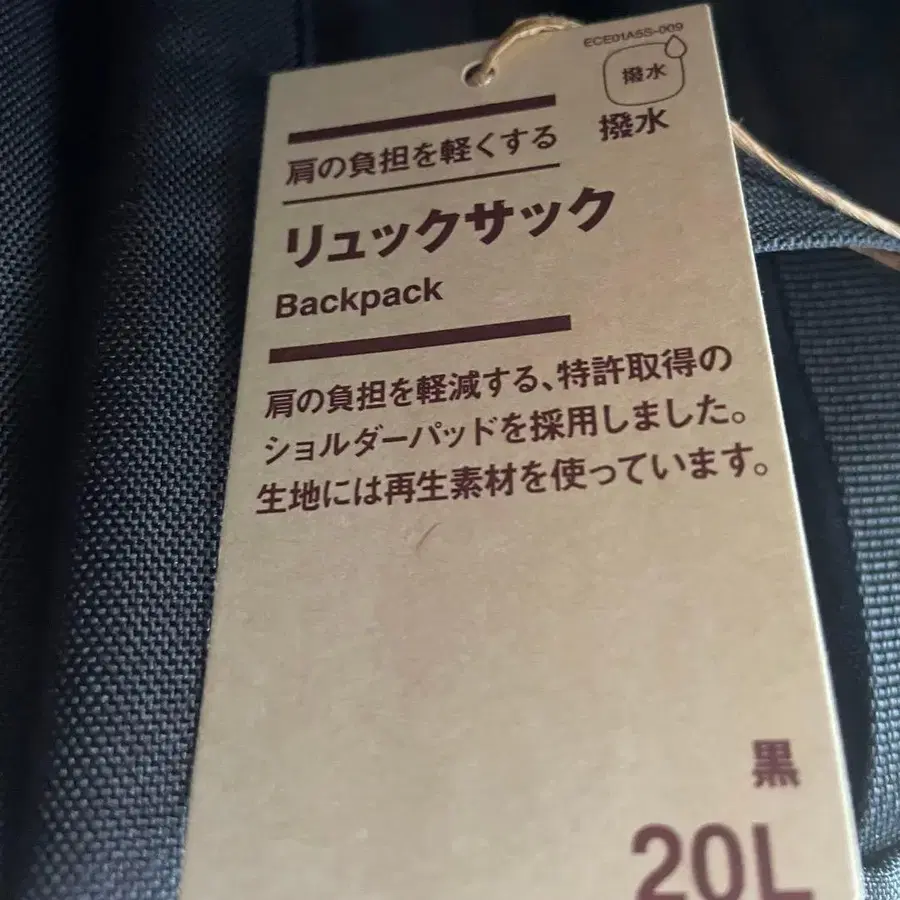 ECE01A5S-009
撥水
撥水
肩の負担を軽くする
リュックサック
Backpack
肩の負担を軽減する、特許取得の
ショルダーパッドを採用しました。
生地には再生素材を使っています。
黒
20L